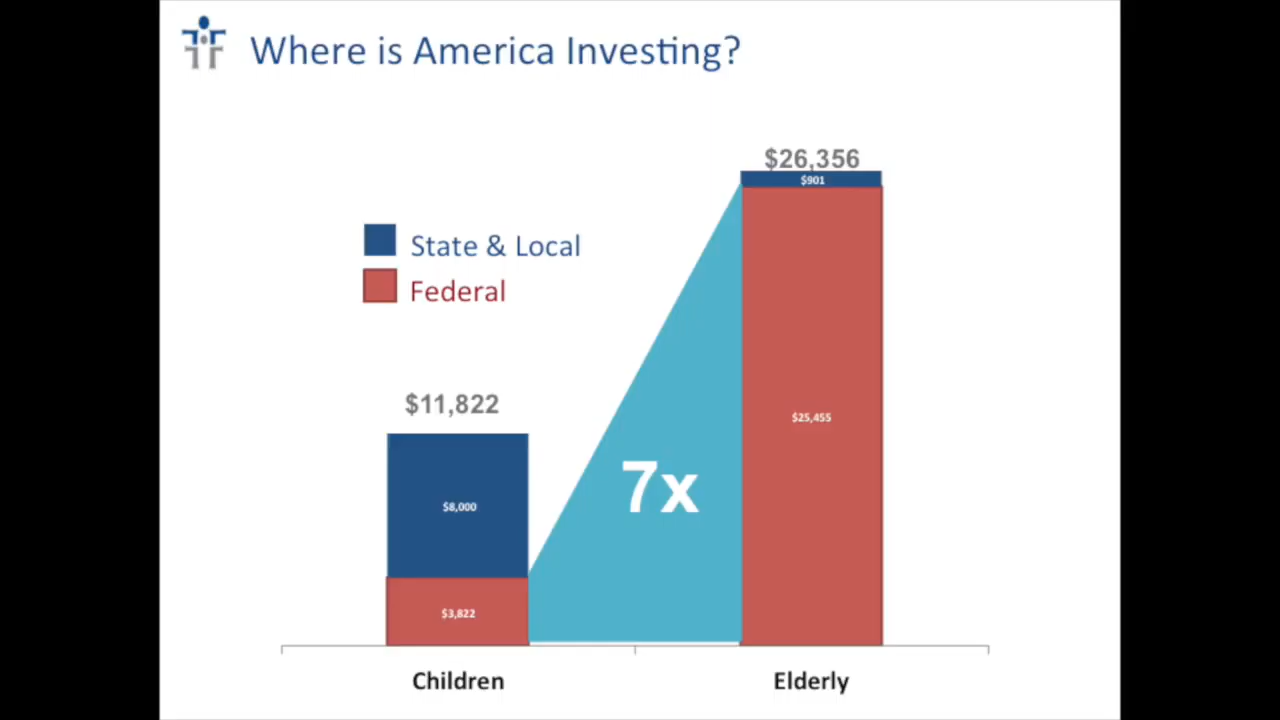 Where is America Investing?
$26,356
$901
State & Local
Federal
$11,822
$25,455
7x
$8,000
$3,822
Children
Elderly